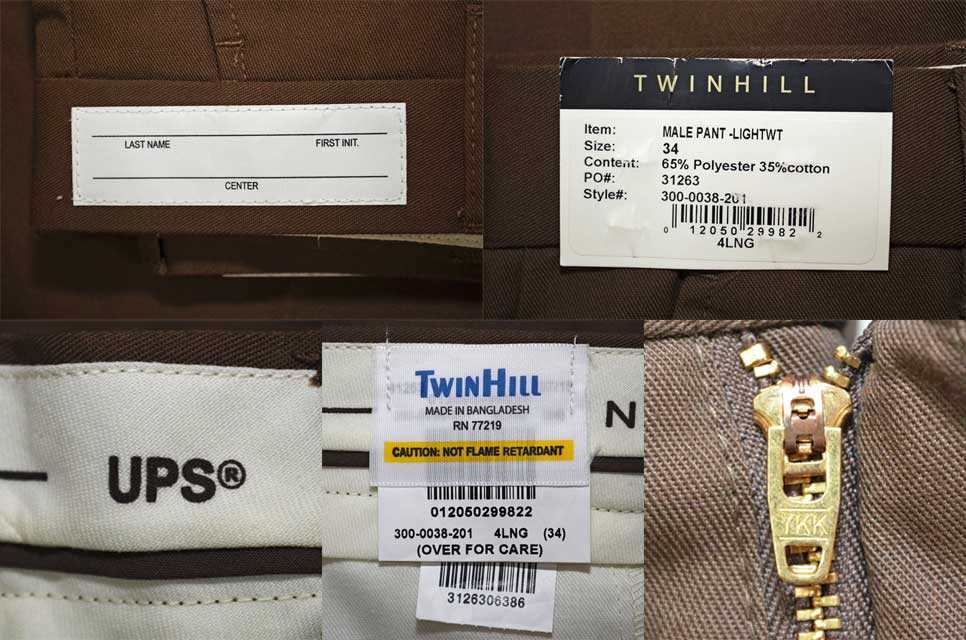 LAST NAME FIRST INIT.
CENTER
TWINHILL
Item: MALE PANT -LIGHTWT
Size: 34
Content: 65% Polyester 35%cotton
PO#: 31263
Style#: 300-0038-201
0 12050 29982 2
4LNG
UPS®
TWINHILL
MADE IN BANGLADESH
RN 77219
CAUTION: NOT FLAME RETARDANT
N
012050299822
300-0038-201 4LNG (34)
(OVER FOR CARE)
3126306386
YKK